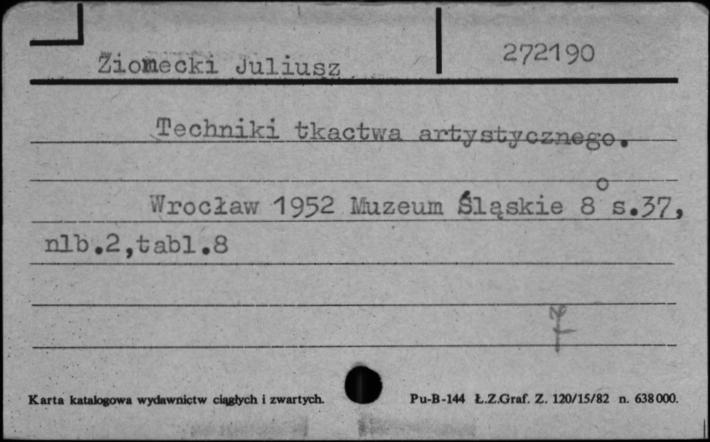 Ziomecki Juliusz
272190
Techniki tkactwa artystycznego.
Wrocław 1952 Muzeum Śląskie 8° s.37,
nlb.2,tabl.8
Karta katalogowa wydawnictw ciągłych i zwartych.
Pu-B-144 Ł.Z.Graf. Z. 120/15/82 n. 638000.